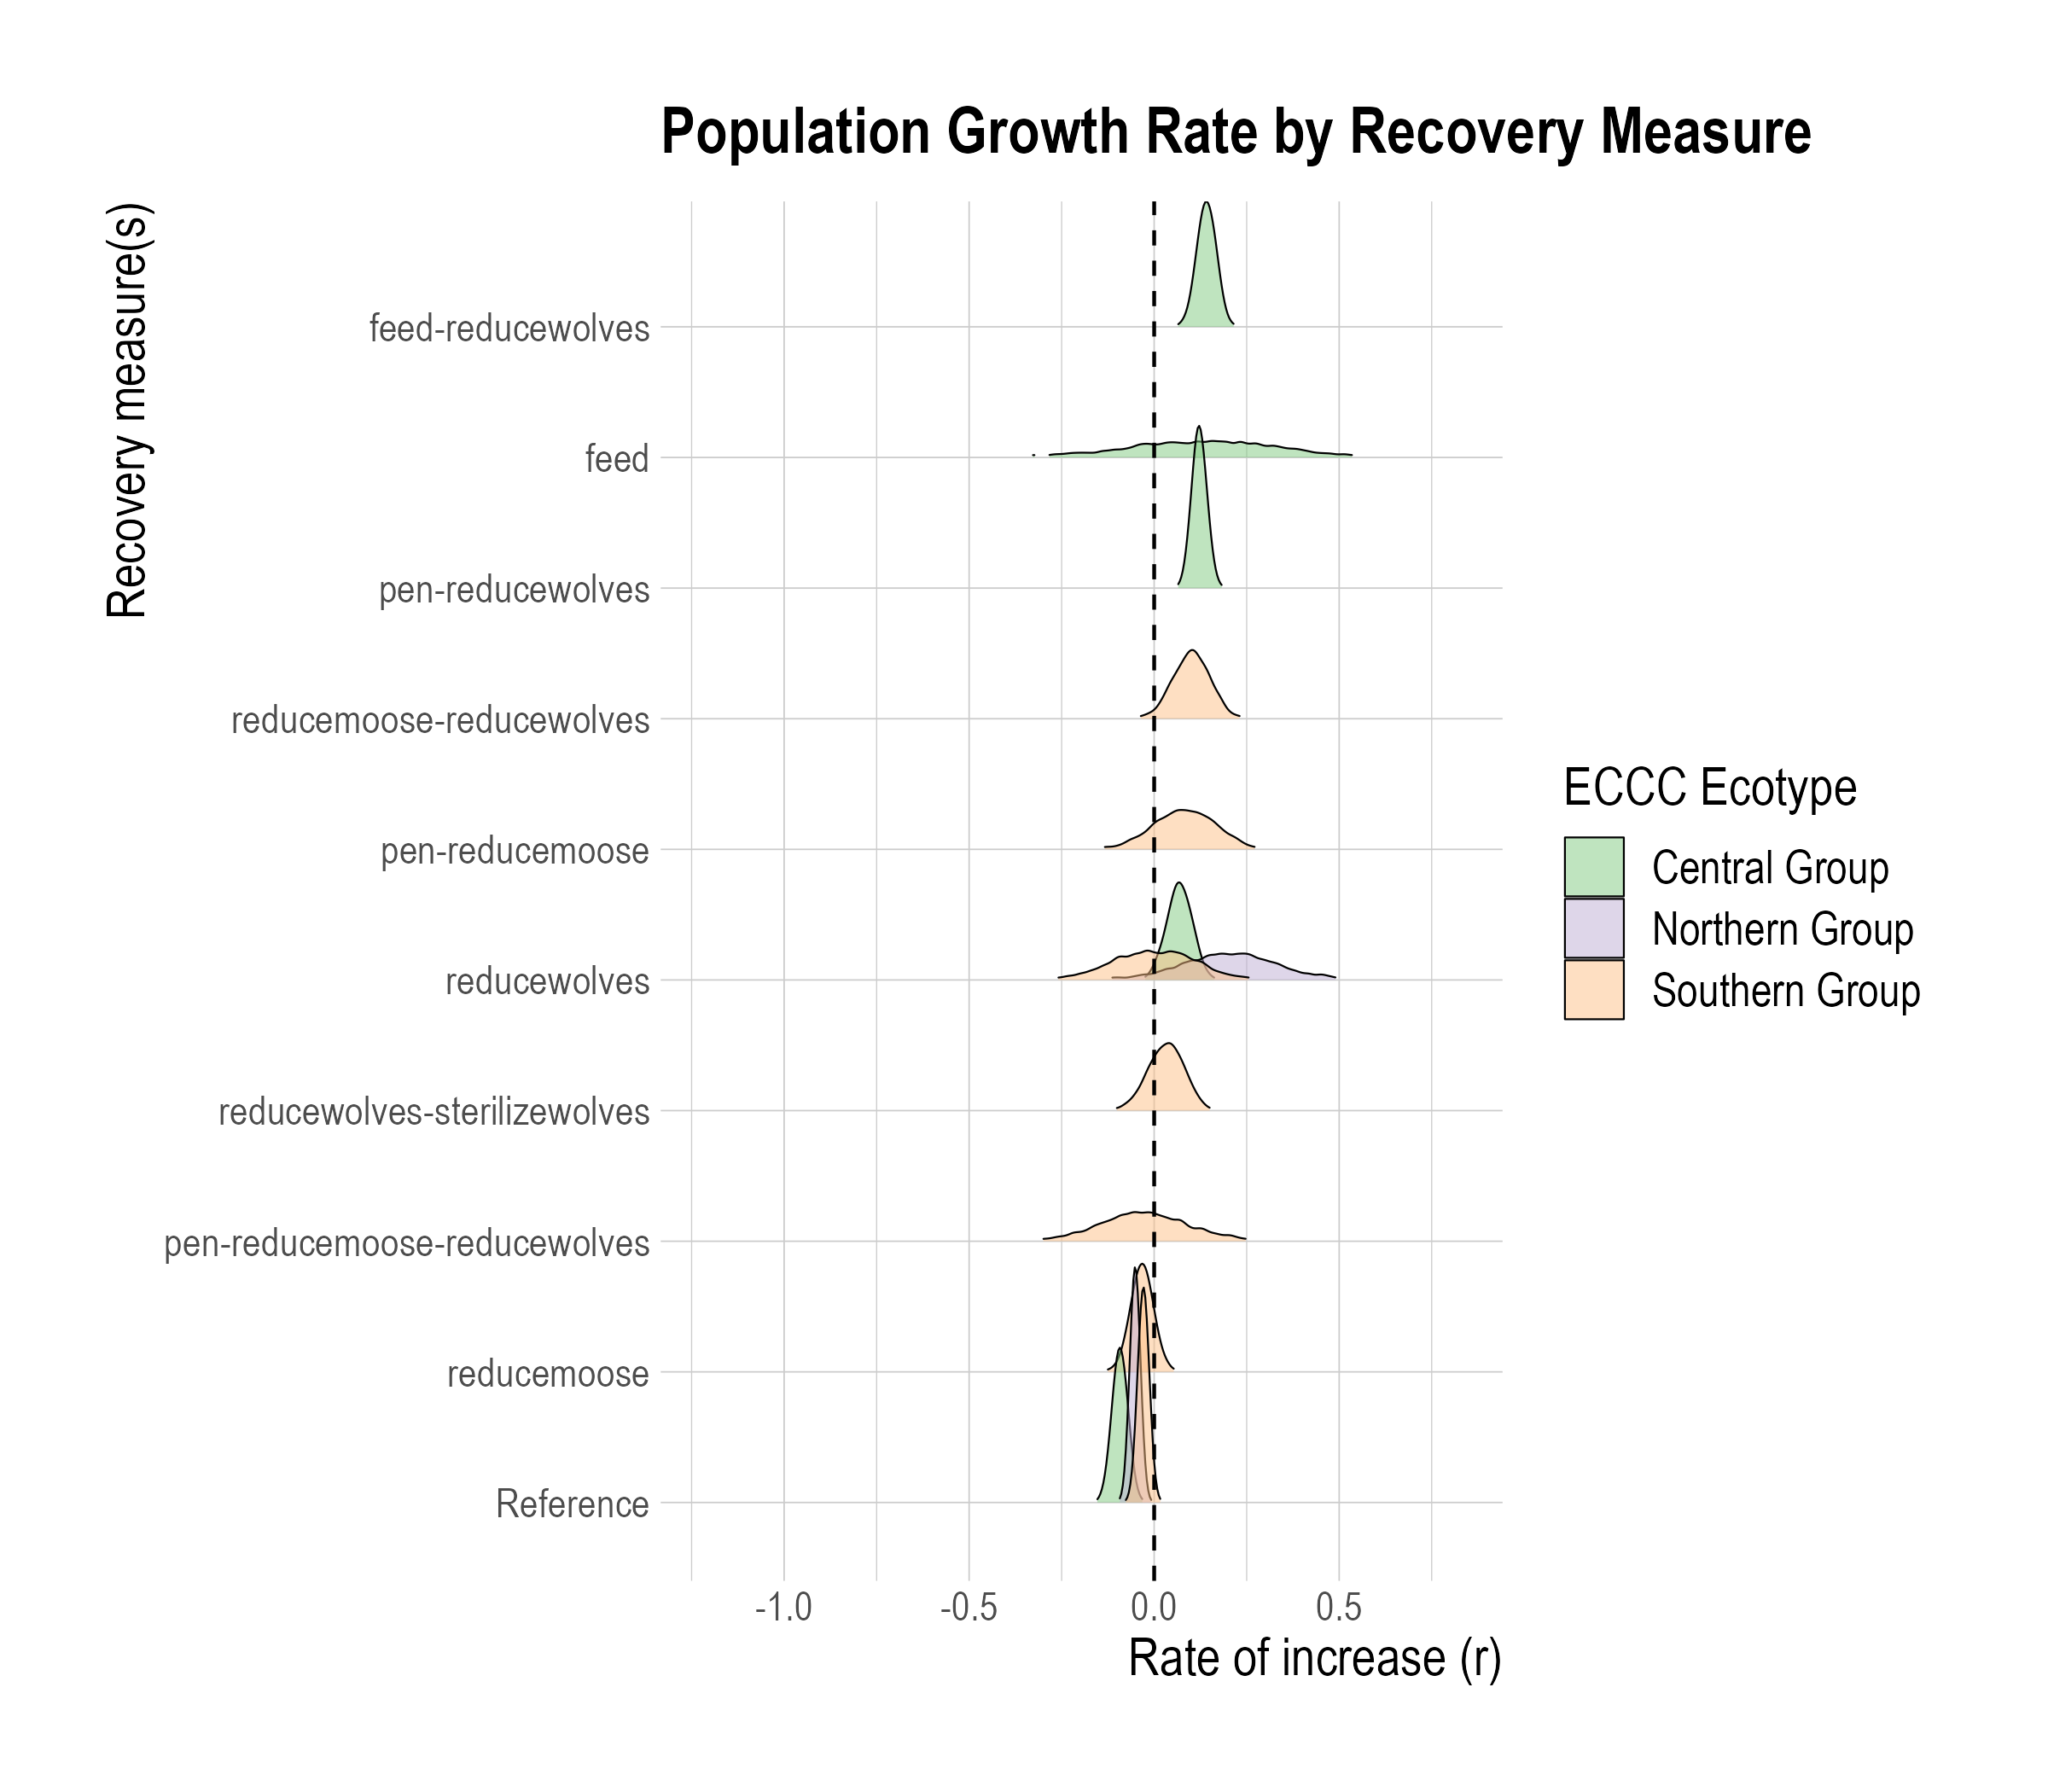 Population Growth Rate by Recovery Measure
Recovery measure(s)
feed-reducewolves
feed
pen-reducewolves
reducemoose-reducewolves
pen-reducemoose
reducewolves
reducewolves-sterilizewolves
pen-reducemoose-reducewolves
reducemoose
Reference
-1.0 -0.5 0.0 0.5
Rate of increase (r)
ECCC Ecotype
Central Group
Northern Group
Southern Group